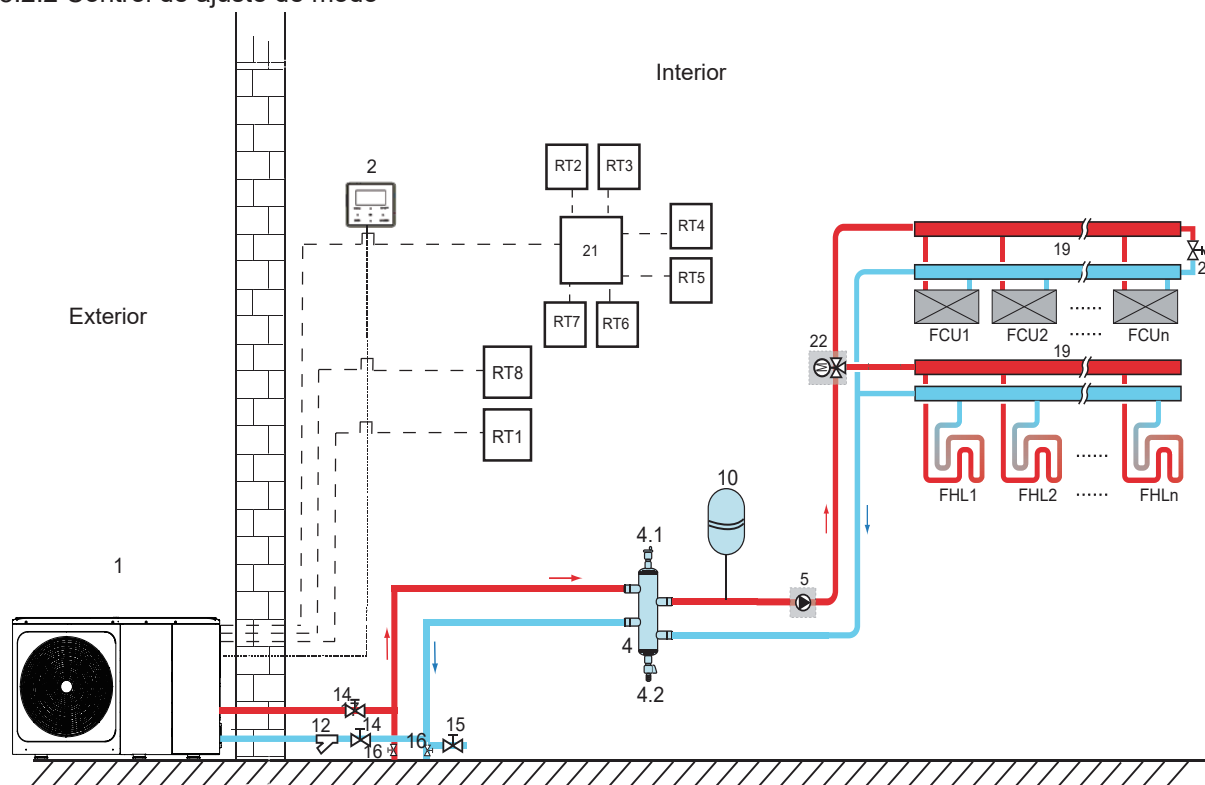 Interior
Exterior
2
RT2
RT3
RT4
21
RT5
RT7
RT6
RT8
RT1
19
FCU1
FCU2
......
......
FCUn
22
19
FHL1
FHL2
......
......
FHLn
10
4.1
5
4
4.2
1
14
12
14
16
16
15